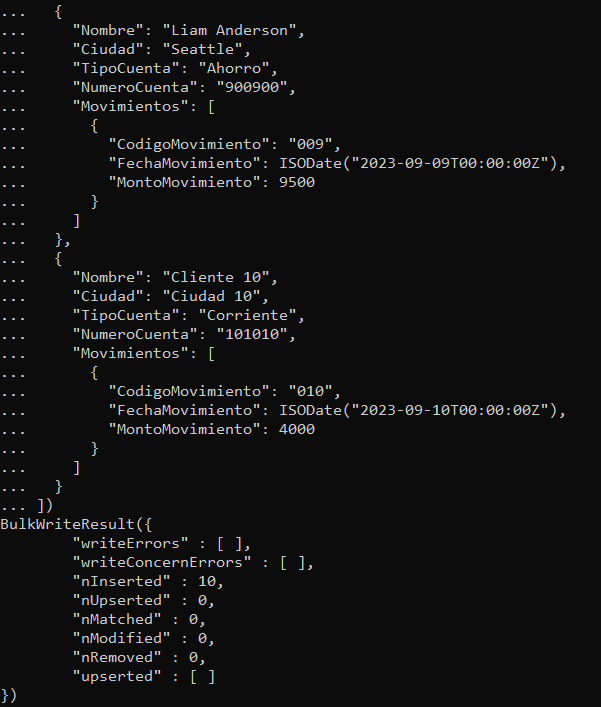 ...   {
...     "Nombre": "Liam Anderson",
...     "Ciudad": "Seattle",
...     "TipoCuenta": "Ahorro",
...     "NumeroCuenta": "900900",
...     "Movimientos": [
...       {
...         "CodigoMovimiento": "009",
...         "FechaMovimiento": ISODate("2023-09-09T00:00:00Z"),
...         "MontoMovimiento": 9500
...       }
...     ]
...   },
...   {
...     "Nombre": "Cliente 10",
...     "Ciudad": "Ciudad 10",
...     "TipoCuenta": "Corriente",
...     "NumeroCuenta": "101010",
...     "Movimientos": [
...       {
...         "CodigoMovimiento": "010",
...         "FechaMovimiento": ISODate("2023-09-10T00:00:00Z"),
...         "MontoMovimiento": 4000
...       }
...     ]
...   }
... ])
BulkWriteResult({
        "writeErrors" : [ ],
        "writeConcernErrors" : [ ],
        "nInserted" : 10,
        "nUpserted" : 0,
        "nMatched" : 0,
        "nModified" : 0,
        "nRemoved" : 0,
        "upserted" : [ ]
})